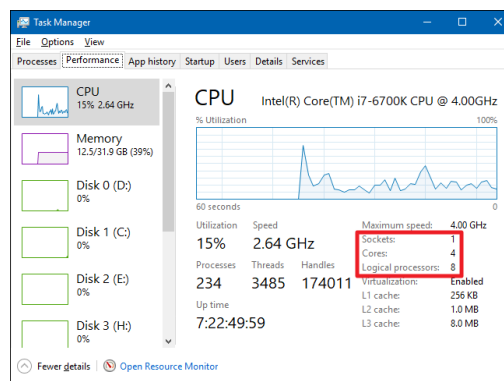 Task Manager
File Options View
Processes Performance App history Startup Users Details Services
CPU
15% 2.64 GHz
Memory
12.5/31.9 GB (39%)
Disk 0 (D:)
0%
Disk 1 (C:)
0%
Disk 2 (E:)
0%
Disk 3 (H:)
0%
CPU Intel(R) Core(TM) i7-6700K CPU @ 4.00GHz
% Utilization 100%
60 seconds 0
Utilization Speed
15% 2.64 GHz
Processes Threads Handles
234 3485 174011
Up time
7:22:49:59
Maximum speed: 4.00 GHz
Sockets: 1
Cores: 4
Logical processors: 8
Virtualization: Enabled
L1 cache: 256 KB
L2 cache: 1.0 MB
L3 cache: 8.0 MB
Fewer details Open Resource Monitor